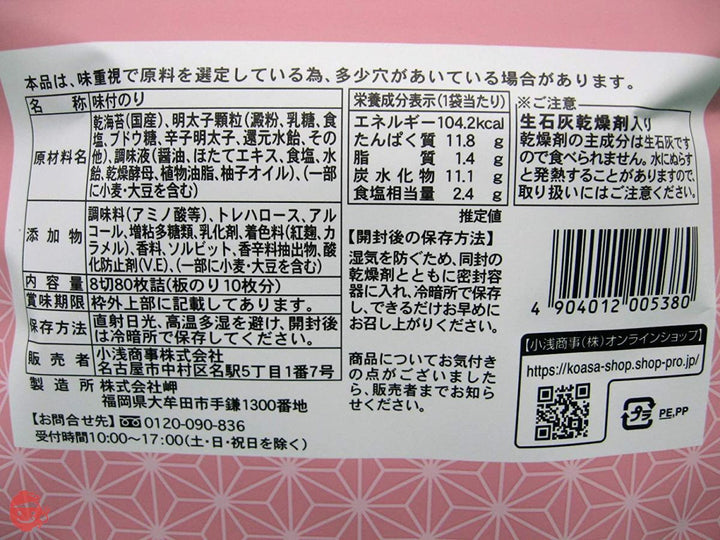 本品は、味重視で原料を選定している為、多少穴があいている場合があります。
名称 味付のり
原材料名
乾海苔(国産)、明太子顆粒(澱粉、乳糖、食
塩、ブドウ糖、辛子明太子、還元水飴、その
他)、調味液(醤油、ほたてエキス、食塩、水
飴、乾燥酵母、植物油脂、柚子オイル)、(一部
に小麦・大豆を含む)
添加物
調味料(アミノ酸等)、トレハロース、アル
コール、増粘多糖類、乳化剤、着色料(紅麹、カ
ラメル)、香料、ソルビット、香辛料抽出物、酸
化防止剤(V.E)、(一部に小麦・大豆を含む)
内容量 8切80枚詰(板のり10枚分)
賞味期限 枠外上部に記載してあります。
保存方法
直射日光、高温多湿を避け、開封後
は冷暗所で保存してください。
販売者
小浅商事株式会社
名古屋市中村区名駅5丁目1番7号
製造所 株式会社岬
福岡県大牟田市手鎌1300番地
【お問合せ先】0120-090-836
受付時間10:00~17:00(土・日・祝日を除く)
栄養成分表示(1袋当たり)
エネルギー 104.2kcal
たんぱく質 11.8 g
脂質 1.4 g
炭水化物 11.1 g
食塩相当量 2.4 g
推定値
【開封後の保存方法】
湿気を防ぐため、同封の
乾燥剤とともに密封容
器に入れ、冷暗所で保存
し、できるだけお早めに
お召し上がりください。
商品についてお気付き
の点がございました
ら、販売者までお知ら
せください。
※ご注意
生石灰乾燥剤入り
乾燥剤の主成分は生石灰です
ので食べられません。水にぬらす
と発熱することがありますので、
取り扱いにはご注意ください。
4 904012 005380
【小浅商事(株)オンラインショップ】
https://koasa-shop.shop-pro.jp/
プラ PE,PP